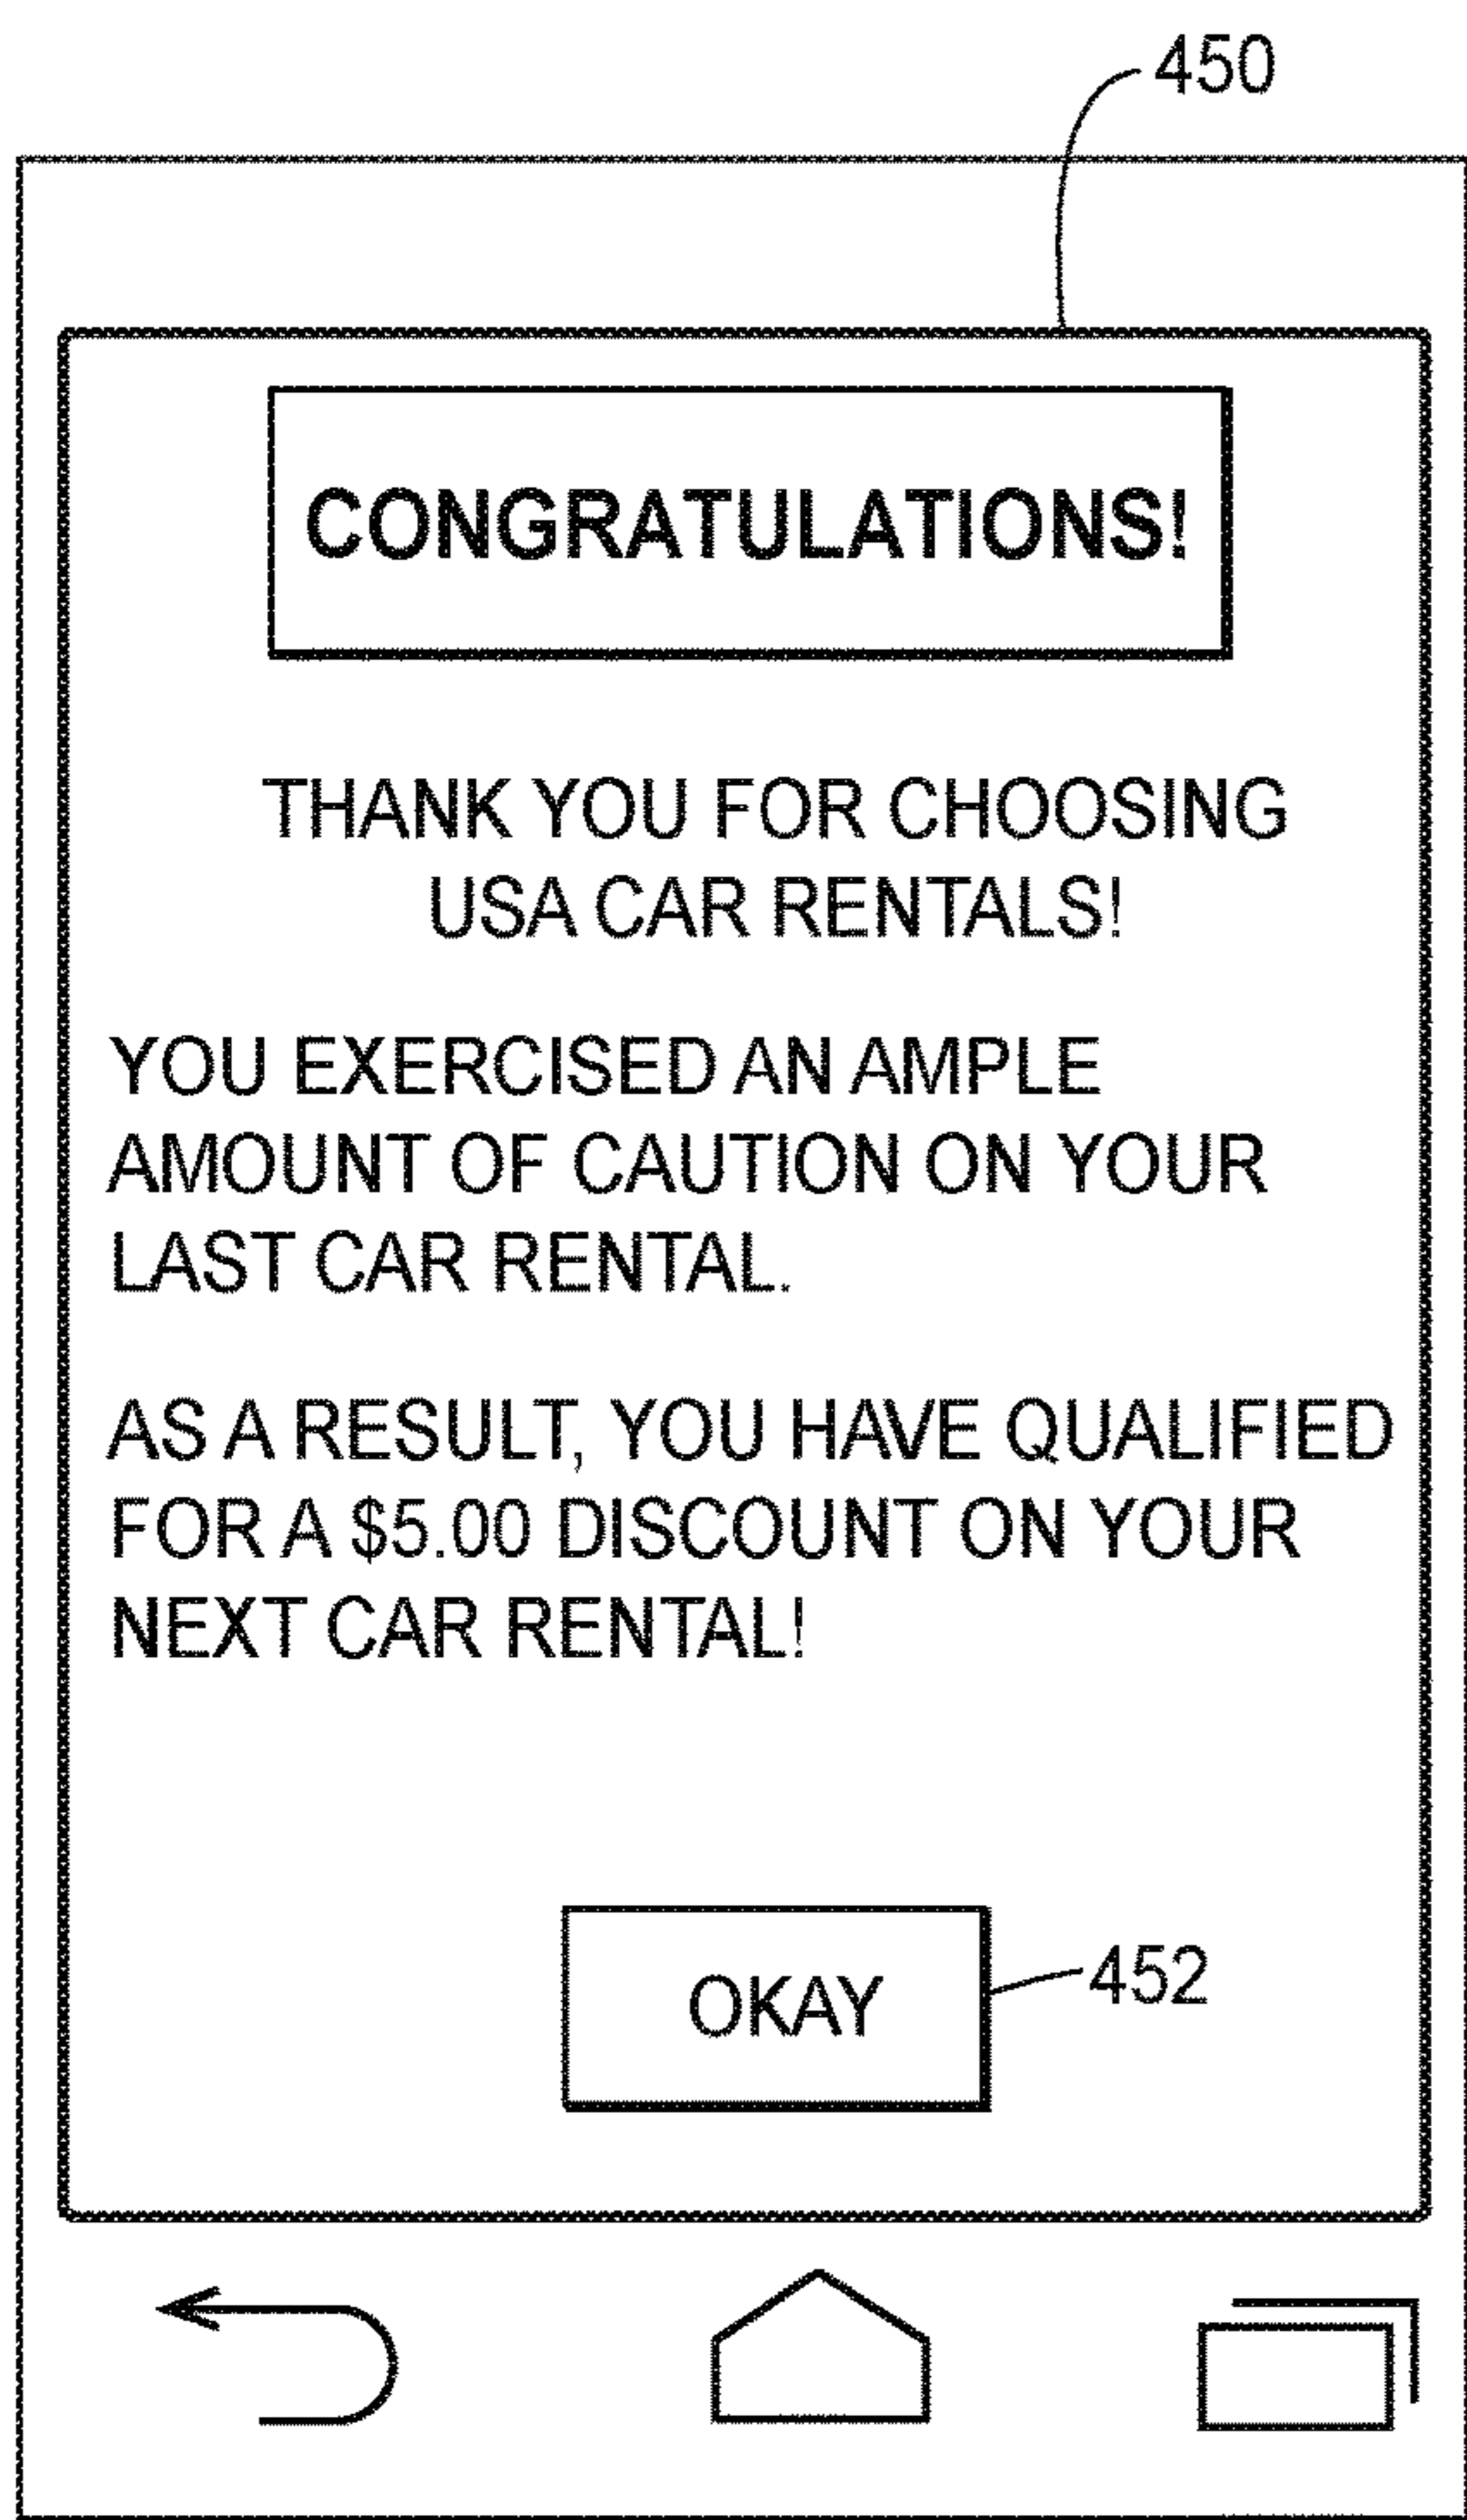 450
CONGRATULATIONS!
THANK YOU FOR CHOOSING
USA CAR RENTALS!
YOU EXERCISED AN AMPLE
AMOUNT OF CAUTION ON YOUR
LAST CAR RENTAL.
AS A RESULT, YOU HAVE QUALIFIED
FOR A $5.00 DISCOUNT ON YOUR
NEXT CAR RENTAL!
OKAY
452